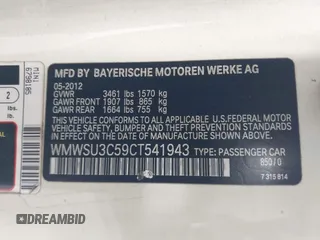 MFD BY BAYERISCHE MOTOREN WERKE AG
05-2012
GVWR 3461 lbs 1570 kg
GAWR FRONT 1907 lbs 865 kg
GAWR REAR 1664 lbs 755 kg
THIS VEHICLE CONFORMS TO ALL APPLICABLE
U.S. FEDERAL MOTOR VEHICLE SAFETY, BUMPER,
AND THEFT PREVENTION STANDARDS IN EFFECT ON
THE DATE OF MANUFACTURE SHOWN ABOVE.
WMWSU3C59CT541943 TYPE: PASSENGER CAR
850/0
7 315 814
MINI
6798185
2
DREAMBID